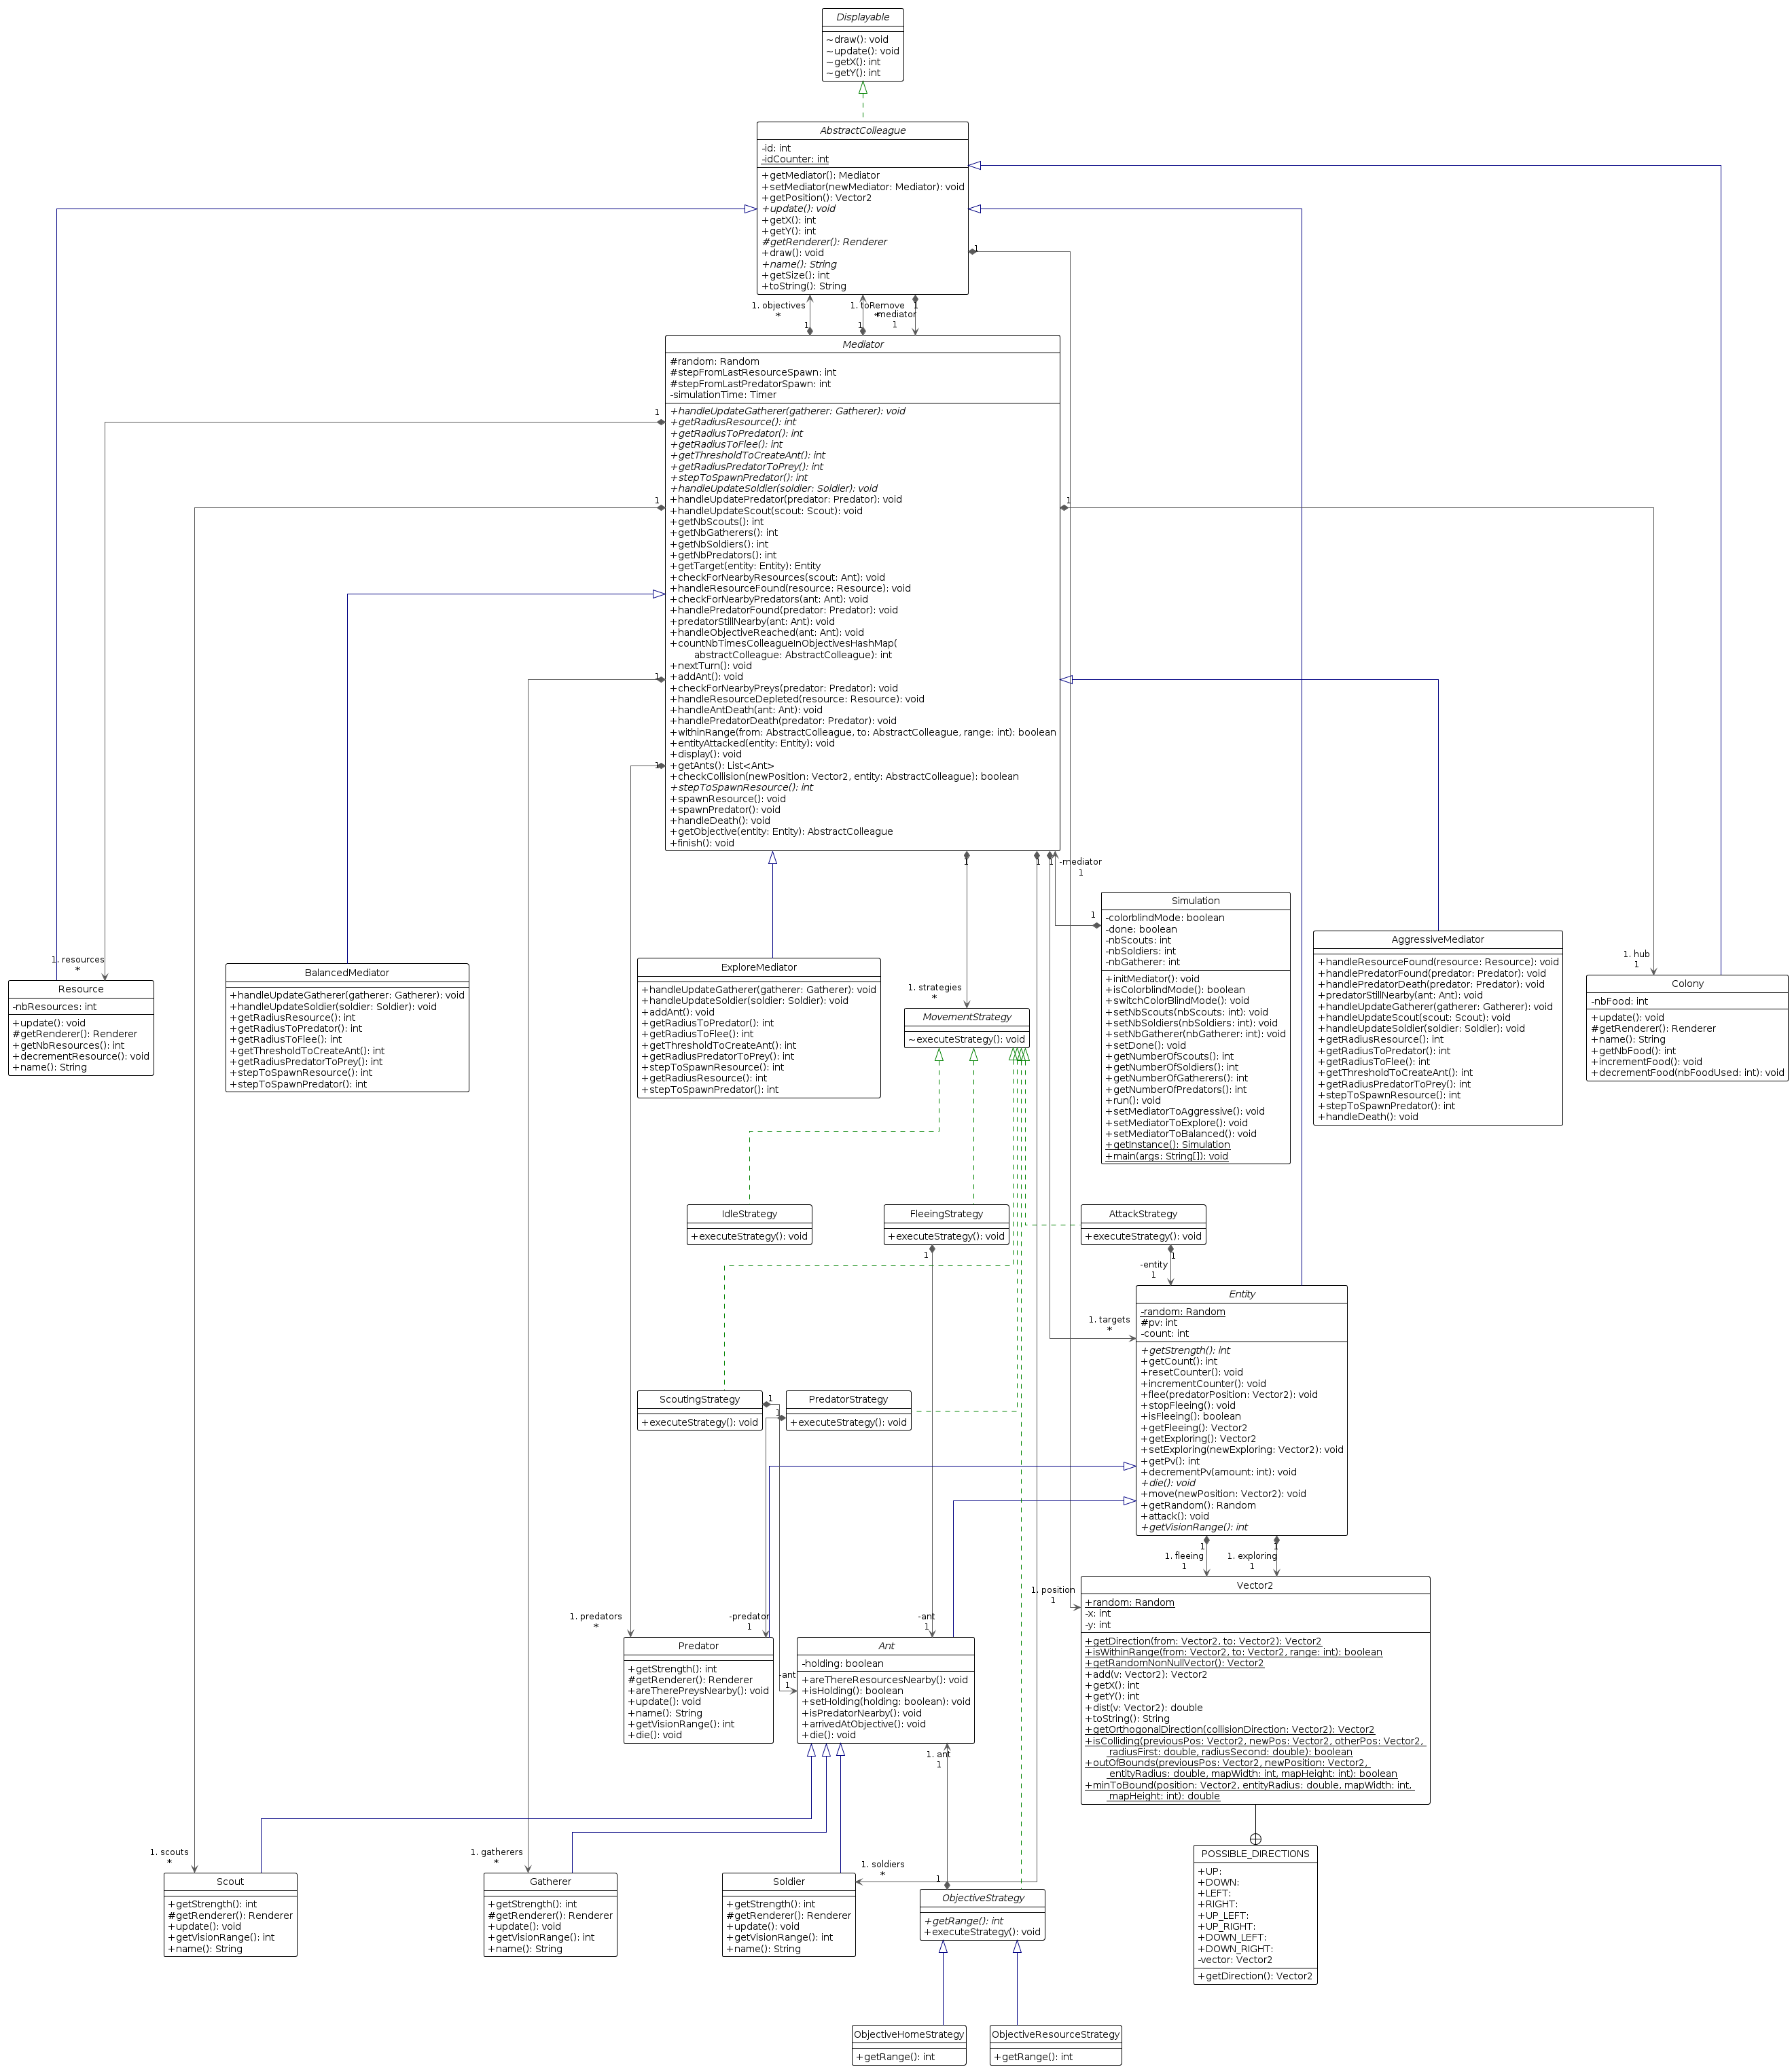 Displayable
~draw(): void
~update(): void
~getX(): int
~getY(): int
AbstractColleague
-id: int
-idCounter: int
+getMediator(): Mediator
+setMediator(newMediator: Mediator): void
+getPosition(): Vector2
+update(): void
+getX(): int
+getY(): int
#getRenderer(): Renderer
+draw(): void
+name(): String
+getSize(): int
+toString(): String
1
1. objectives
*
1
1. toRemove
*
1
1
-mediator
1
Mediator
#random: Random
#stepFromLastResourceSpawn: int
#stepFromLastPredatorSpawn: int
-simulationTime: Timer
+handleUpdateGatherer(gatherer: Gatherer): void
+getRadiusResource(): int
+getRadiusToPredator(): int
+getRadiusToFlee(): int
+getThresholdToCreateAnt(): int
+getRadiusPredatorToPrey(): int
+stepToSpawnPredator(): int
+handleUpdateSoldier(soldier: Soldier): void
+handleUpdatePredator(predator: Predator): void
+handleUpdateScout(scout: Scout): void
+getNbScouts(): int
+getNbGatherers(): int
+getNbSoldiers(): int
+getNbPredators(): int
+getTarget(entity: Entity): Entity
+checkForNearbyResources(scout: Ant): void
+handleResourceFound(resource: Resource): void
+checkForNearbyPredators(ant: Ant): void
+handlePredatorFound(predator: Predator): void
+predatorStillNearby(ant: Ant): void
+handleObjectiveReached(ant: Ant): void
+countNbTimesColleagueInObjectivesHashMap(
abstractColleague: AbstractColleague): int
+nextTurn(): void
+addAnt(): void
+checkForNearbyPreys(predator: Predator): void
+handleResourceDepleted(resource: Resource): void
+handleAntDeath(ant: Ant): void
+handlePredatorDeath(predator: Predator): void
+withinRange(from: AbstractColleague, to: AbstractColleague, range: int): boolean
+entityAttacked(entity: Entity): void
+display(): void
+getAnts(): List<Ant>
+checkCollision(newPosition: Vector2, entity: AbstractColleague): boolean
+stepToSpawnResource(): int
+spawnResource(): void
+spawnPredator(): void
+handleDeath(): void
+getObjective(entity: Entity): AbstractColleague
+finish(): void
1
1
1
1
1
1
1
1
-mediator
1
1
Simulation
-colorblindMode: boolean
-done: boolean
-nbScouts: int
-nbSoldiers: int
-nbGatherer: int
+initMediator(): void
+isColorblindMode(): boolean
+switchColorBlindMode(): void
+setNbScouts(nbScouts: int): void
+setNbSoldiers(nbSoldiers: int): void
+setNbGatherer(nbGatherer: int): void
+setDone(): void
+getNumberOfScouts(): int
+getNumberOfSoldiers(): int
+getNumberOfGatherers(): int
+getNumberOfPredators(): int
+run(): void
+setMediatorToAggressive(): void
+setMediatorToExplore(): void
+setMediatorToBalanced(): void
+getInstance(): Simulation
+main(args: String[]): void
1. resources
*
Resource
-nbResources: int
+update(): void
#getRenderer(): Renderer
+getNbResources(): int
+decrementResource(): void
+name(): String
BalancedMediator
+handleUpdateGatherer(gatherer: Gatherer): void
+handleUpdateSoldier(soldier: Soldier): void
+getRadiusResource(): int
+getRadiusToPredator(): int
+getRadiusToFlee(): int
+getThresholdToCreateAnt(): int
+getRadiusPredatorToPrey(): int
+stepToSpawnResource(): int
+stepToSpawnPredator(): int
ExploreMediator
+handleUpdateGatherer(gatherer: Gatherer): void
+handleUpdateSoldier(soldier: Soldier): void
+addAnt(): void
+getRadiusToPredator(): int
+getRadiusToFlee(): int
+getThresholdToCreateAnt(): int
+getRadiusPredatorToPrey(): int
+stepToSpawnResource(): int
+getRadiusResource(): int
+stepToSpawnPredator(): int
1. strategies
*
MovementStrategy
~executeStrategy(): void
AggressiveMediator
+handleResourceFound(resource: Resource): void
+handlePredatorFound(predator: Predator): void
+handlePredatorDeath(predator: Predator): void
+predatorStillNearby(ant: Ant): void
+handleUpdateGatherer(gatherer: Gatherer): void
+handleUpdateScout(scout: Scout): void
+handleUpdateSoldier(soldier: Soldier): void
+getRadiusResource(): int
+getRadiusToPredator(): int
+getRadiusToFlee(): int
+getThresholdToCreateAnt(): int
+getRadiusPredatorToPrey(): int
+stepToSpawnResource(): int
+stepToSpawnPredator(): int
+handleDeath(): void
1. hub
1
Colony
-nbFood: int
+update(): void
#getRenderer(): Renderer
+name(): String
+getNbFood(): int
+incrementFood(): void
+decrementFood(nbFoodUsed: int): void
IdleStrategy
+executeStrategy(): void
FleeingStrategy
+executeStrategy(): void
1
AttackStrategy
+executeStrategy(): void
1
-entity
1
Entity
-random: Random
#pv: int
-count: int
+getStrength(): int
+getCount(): int
+resetCounter(): void
+incrementCounter(): void
+flee(predatorPosition: Vector2): void
+stopFleeing(): void
+isFleeing(): boolean
+getFleeing(): Vector2
+getExploring(): Vector2
+setExploring(newExploring: Vector2): void
+getPv(): int
+decrementPv(amount: int): void
+die(): void
+move(newPosition: Vector2): void
+getRandom(): Random
+attack(): void
+getVisionRange(): int
1. targets
*
ScoutingStrategy
+executeStrategy(): void
1
PredatorStrategy
+executeStrategy(): void
1
1
1. fleeing
1
1
1. exploring
1
1. position
1
Vector2
+random: Random
-x: int
-y: int
+getDirection(from: Vector2, to: Vector2): Vector2
+isWithinRange(from: Vector2, to: Vector2, range: int): boolean
+getRandomNonNullVector(): Vector2
+add(v: Vector2): Vector2
+getX(): int
+getY(): int
+dist(v: Vector2): double
+toString(): String
+getOrthogonalDirection(collisionDirection: Vector2): Vector2
+isColliding(previousPos: Vector2, newPos: Vector2, otherPos: Vector2,
radiusFirst: double, radiusSecond: double): boolean
+outOfBounds(previousPos: Vector2, newPosition: Vector2,
entityRadius: double, mapWidth: int, mapHeight: int): boolean
+minToBound(position: Vector2, entityRadius: double, mapWidth: int,
mapHeight: int): double
1. predators
*
-predator
1
Predator
+getStrength(): int
#getRenderer(): Renderer
+areTherePreysNearby(): void
+update(): void
+name(): String
+getVisionRange(): int
+die(): void
-ant
1
-ant
1
Ant
-holding: boolean
+areThereResourcesNearby(): void
+isHolding(): boolean
+setHolding(holding: boolean): void
+isPredatorNearby(): void
+arrivedAtObjective(): void
+die(): void
1. ant
1
1. scouts
*
Scout
+getStrength(): int
#getRenderer(): Renderer
+update(): void
+getVisionRange(): int
+name(): String
1. gatherers
*
Gatherer
+getStrength(): int
#getRenderer(): Renderer
+update(): void
+getVisionRange(): int
+name(): String
1. soldiers
*
Soldier
+getStrength(): int
#getRenderer(): Renderer
+update(): void
+getVisionRange(): int
+name(): String
1
ObjectiveStrategy
+getRange(): int
+executeStrategy(): void
POSSIBLE_DIRECTIONS
+UP:
+DOWN:
+LEFT:
+RIGHT:
+UP_LEFT:
+UP_RIGHT:
+DOWN_LEFT:
+DOWN_RIGHT:
-vector: Vector2
+getDirection(): Vector2
ObjectiveHomeStrategy
+getRange(): int
ObjectiveResourceStrategy
+getRange(): int